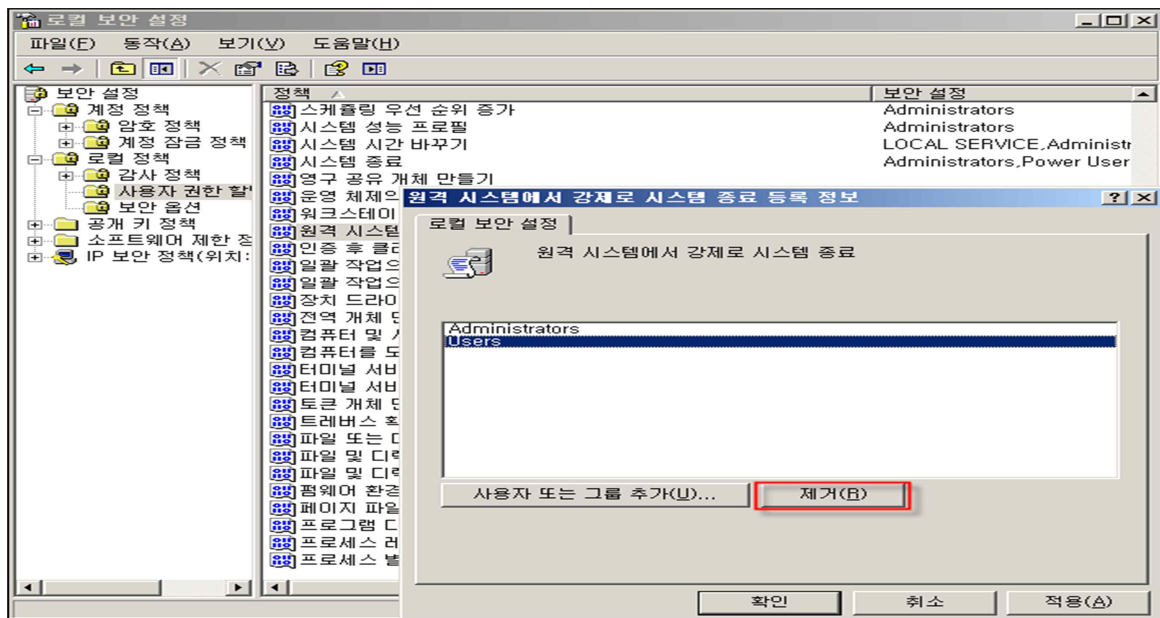 로컬 보안 설정
파일(F) 동작(A) 보기(V) 도움말(H)
보안 설정
계정 정책
암호 정책
계정 잠금 정책
로컬 정책
감사 정책
사용자 권한
보안 옵션
공개 키 정책
소프트웨어 제한
IP 보안 정책(위치:
정책 보안 설정
스케줄링 우선 순위 증가 Administrators
시스템 성능 프로필 Administrators
시스템 시간 바꾸기 LOCAL SERVICE,Administr
시스템 종료 Administrators,Power User
영구 공유 개체 만들기
운영 체제으
워크스테이
원격 시스템
인증 후 클
일괄 작업으
일괄 작업으
장치 드라이
전역 개체
컴퓨터 및
컴퓨터를 도
터미널 서비
터미널 서비
토큰 개체
트래버스
파일 또는
파일 및 디렉
파일 및 디렉
펌웨어 환경
페이지 파일
프로그램 디
프로세스 레
프로세스 별
원격 시스템에서 강제로 시스템 종료 등록 정보
로컬 보안 설정
원격 시스템에서 강제로 시스템 종료
Administrators
Users
사용자 또는 그룹 추가(U)... 제거(R)
확인 취소 적용(A)